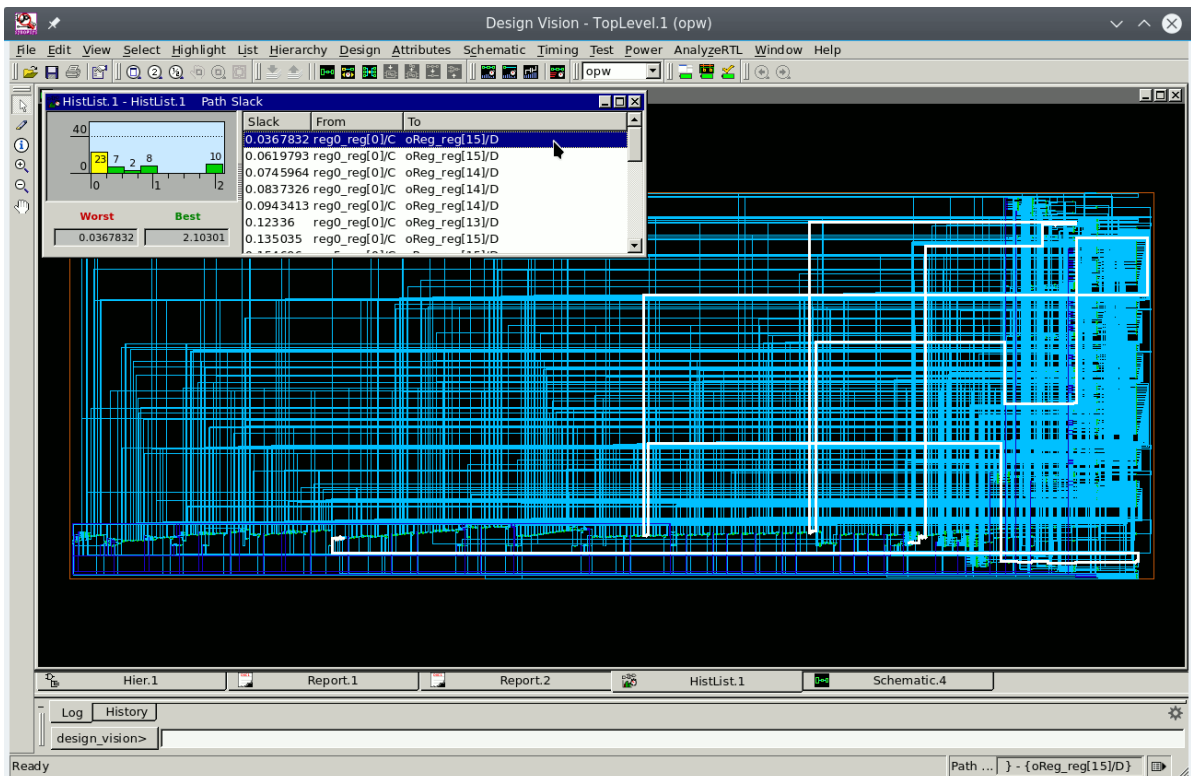 Design Vision - TopLevel.1 (opw)
File Edit View Select Highlight List Hierarchy Design Attributes Schematic Timing Test Power AnalyzeRTL Window Help
opw
HistList.1 - HistList.1 Path Slack
40
0
23 7 2 8 10
0 1 2
Worst Best
0.0367832 2.10301
Slack From To
0.0367832 reg0_reg[0]/C oReg_reg[15]/D
0.0619793 reg0_reg[0]/C oReg_reg[15]/D
0.0745964 reg0_reg[0]/C oReg_reg[14]/D
0.0837326 reg0_reg[0]/C oReg_reg[14]/D
0.0943413 reg0_reg[0]/C oReg_reg[14]/D
0.12336 reg0_reg[0]/C oReg_reg[13]/D
0.135035 reg0_reg[0]/C oReg_reg[15]/D
Hier.1 Report.1 Report.2 HistList.1 Schematic.4
Log History
design_vision>
Ready
Path ... } - {oReg_reg[15]/D}